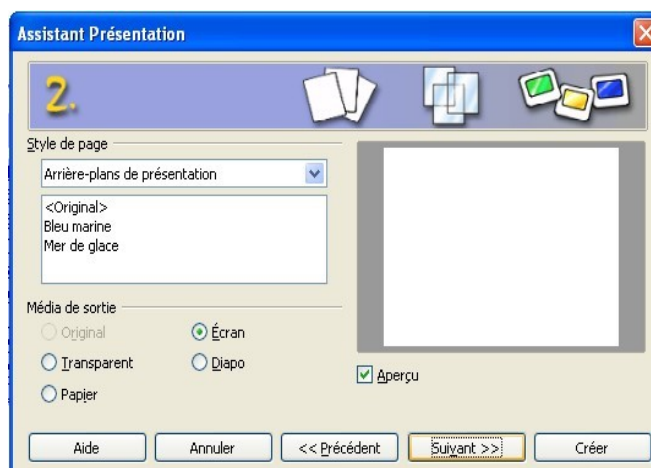 Assistant Présentation
2.
Style de page
Arrière-plans de présentation
<Original>
Bleu marine
Mer de glace
Média de sortie
Original
Écran
Transparent
Diapo
Papier
Aperçu
Aide
Annuler
<< Précédent
Suivant >>
Créer